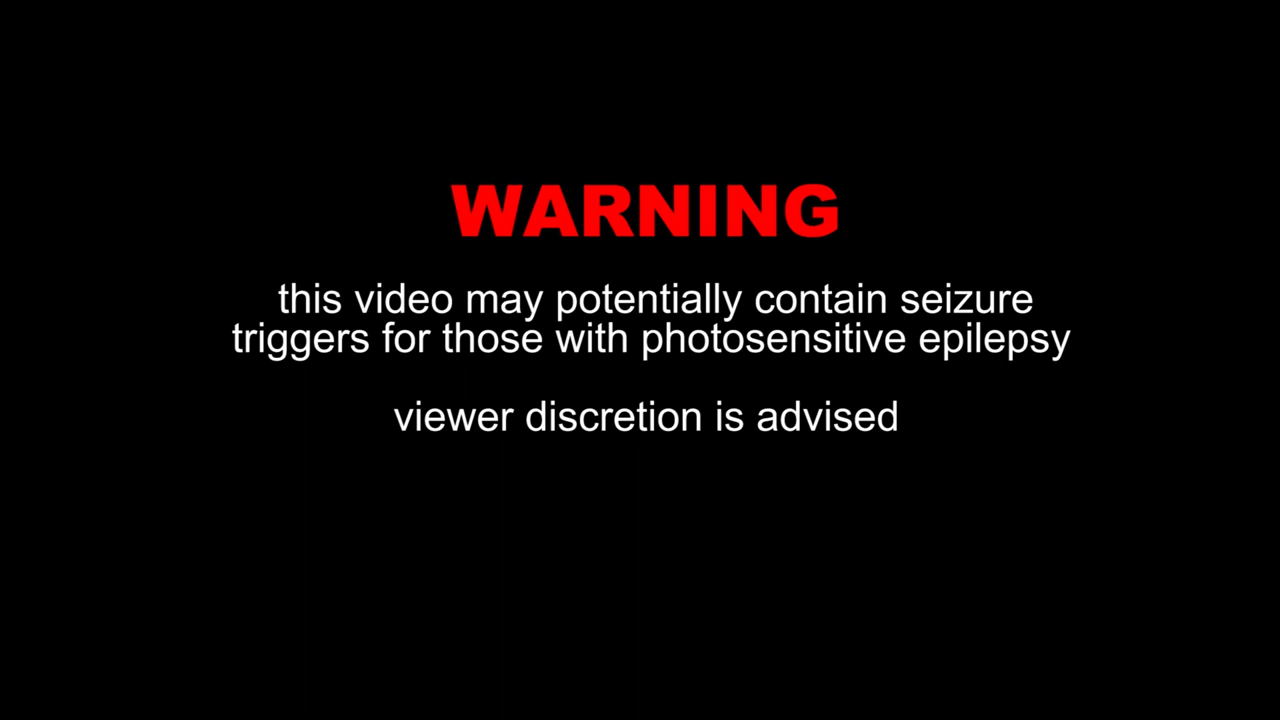 WARNING
this video may potentially contain seizure
triggers for those with photosensitive epilepsy
viewer discretion is advised